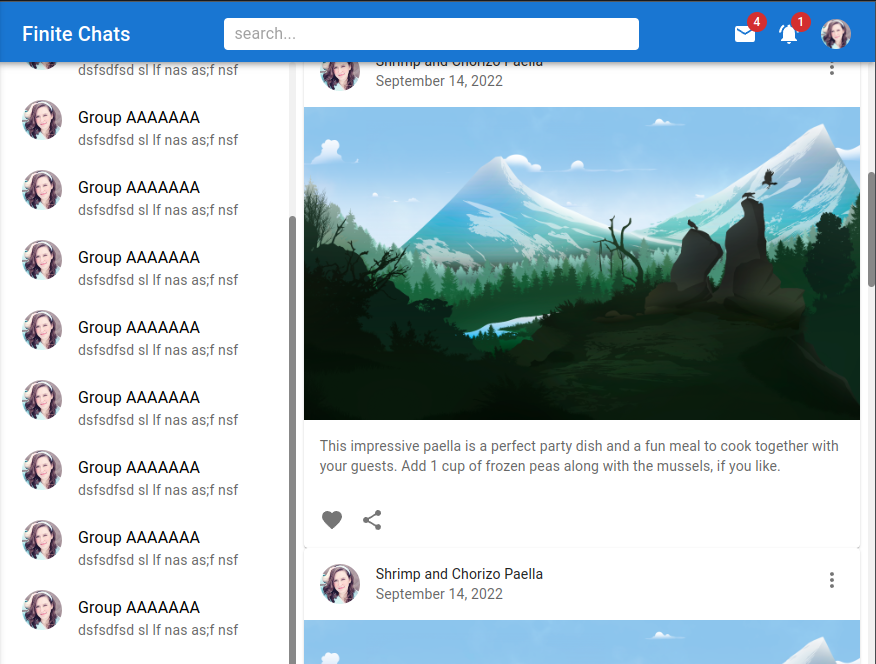 Finite Chats
search...
4
1
dsfsdfsd sl lf nas as;f nsf
Group AAAAAAA
dsfsdfsd sl lf nas as;f nsf
Group AAAAAAA
dsfsdfsd sl lf nas as;f nsf
Group AAAAAAA
dsfsdfsd sl lf nas as;f nsf
Group AAAAAAA
dsfsdfsd sl lf nas as;f nsf
Group AAAAAAA
dsfsdfsd sl lf nas as;f nsf
Group AAAAAAA
dsfsdfsd sl lf nas as;f nsf
Group AAAAAAA
dsfsdfsd sl lf nas as;f nsf
Group AAAAAAA
dsfsdfsd sl lf nas as;f nsf
Shrimp and Chorizo Paella
September 14, 2022
This impressive paella is a perfect party dish and a fun meal to cook together with
your guests. Add 1 cup of frozen peas along with the mussels, if you like.
Shrimp and Chorizo Paella
September 14, 2022